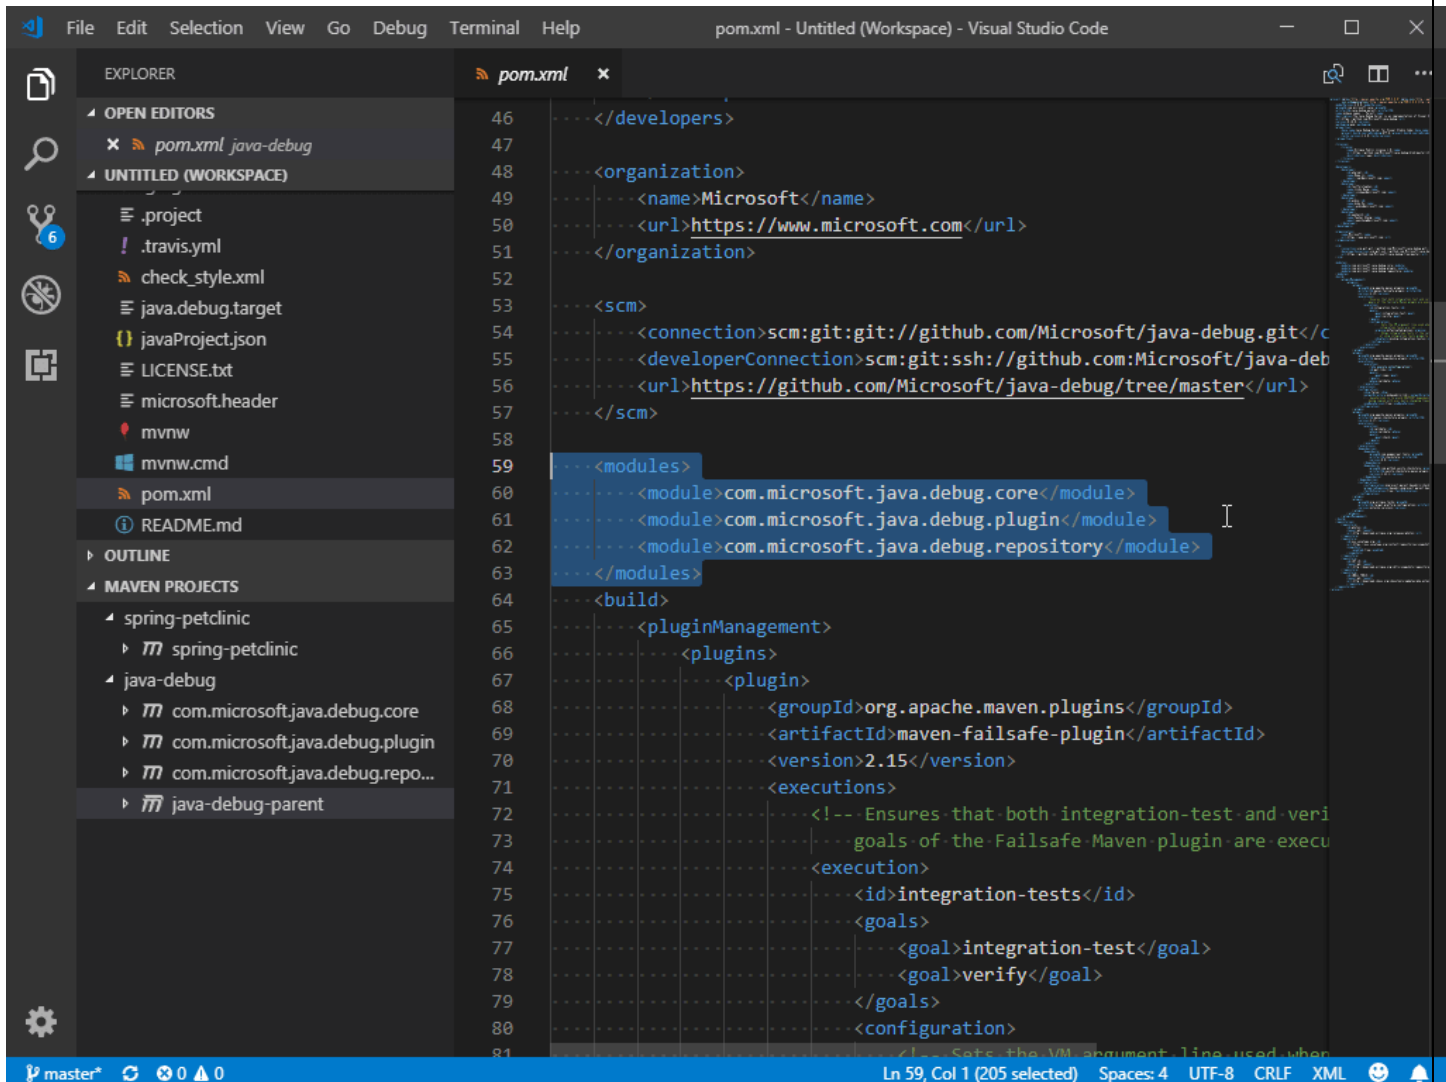 File Edit Selection View Go Debug Terminal Help pom.xml - Untitled (Workspace) - Visual Studio Code
EXPLORER
OPEN EDITORS
pom.xml java-debug
UNTITLED (WORKSPACE)
.project
.travis.yml
check_style.xml
java.debug.target
{} javaProject.json
LICENSE.txt
microsoft.header
mvnw
mvnw.cmd
pom.xml
README.md
OUTLINE
MAVEN PROJECTS
spring-petclinic
spring-petclinic
java-debug
com.microsoft.java.debug.core
com.microsoft.java.debug.plugin
com.microsoft.java.debug.repo...
java-debug-parent
6
pom.xml
46 </developers>
47
48 <organization>
49 <name>Microsoft</name>
50 <url>https://www.microsoft.com</url>
51 </organization>
52
53 <scm>
54 <connection>scm:git:git://github.com/Microsoft/java-debug.git</c
55 <developerConnection>scm:git:ssh://github.com:Microsoft/java-deb
56 <url>https://github.com/Microsoft/java-debug/tree/master</url>
57 </scm>
58
59 <modules>
60 <module>com.microsoft.java.debug.core</module>
61 <module>com.microsoft.java.debug.plugin</module>
62 <module>com.microsoft.java.debug.repository</module>
63 </modules>
64 <build>
65 <pluginManagement>
66 <plugins>
67 <plugin>
68 <groupId>org.apache.maven.plugins</groupId>
69 <artifactId>maven-failsafe-plugin</artifactId>
70 <version>2.15</version>
71 <executions>
72 <!-- Ensures that both integration-test and veri
73 goals of the Failsafe Maven plugin are execu
74 <execution>
75 <id>integration-tests</id>
76 <goals>
77 <goal>integration-test</goal>
78 <goal>verify</goal>
79 </goals>
80 <configuration>
81 <!-- Sets the VM argument line used when
master* 0 0 Ln 59, Col 1 (205 selected) Spaces: 4 UTF-8 CRLF XML